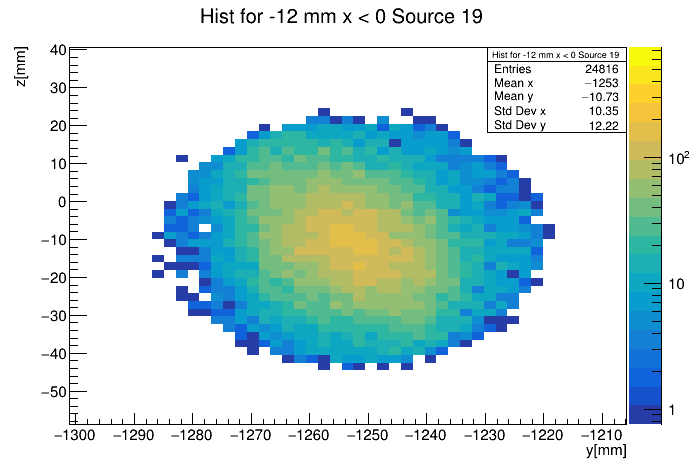 Hist for -12 mm x < 0 Source 19
z[mm]
Hist for -12 mm x < 0 Source 19
Entries 24816
Mean x −1253
Mean y −10.73
Std Dev x 10.35
Std Dev y 12.22
40
30
20
10
0
−10
−20
−30
−40
−50
10²
10
1
−1300 −1290 −1280 −1270 −1260 −1250 −1240 −1230 −1220 −1210
y[mm]